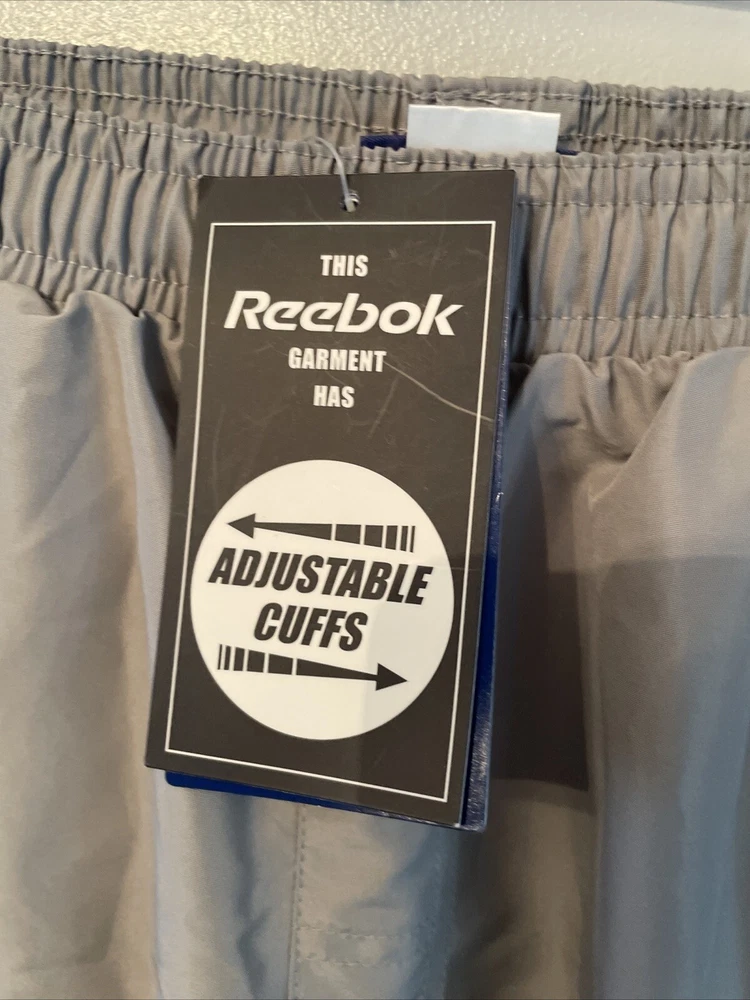 THIS
Reebok
GARMENT
HAS
ADJUSTABLE
CUFFS